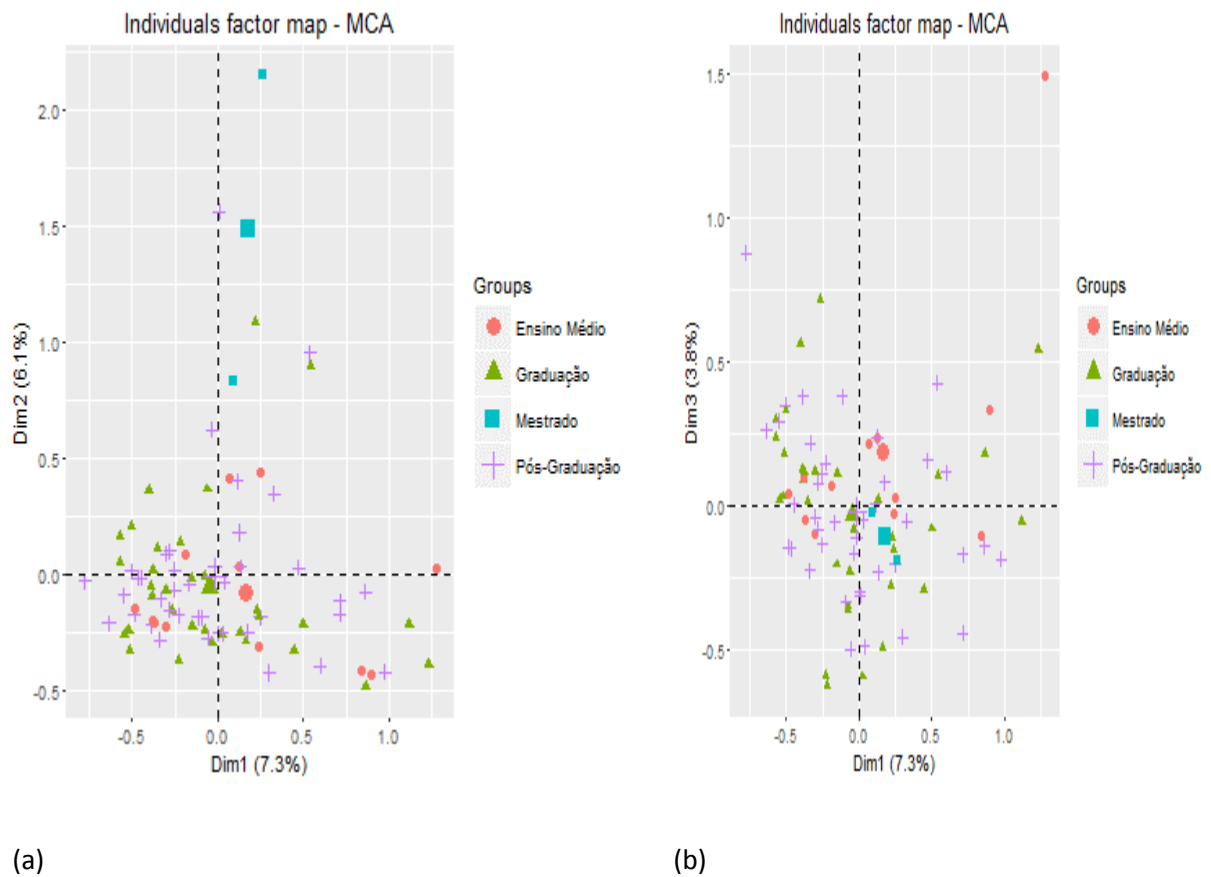 Individuals factor map - MCA
2.0
1.5
1.0
0.5
0.0
-0.5
Dim2 (6.1%)
-0.5
0.0
0.5
1.0
Dim1 (7.3%)
Groups
Ensino Médio
Graduação
Mestrado
Pós-Graduação
(a)
Individuals factor map - MCA
1.5
1.0
0.5
0.0
-0.5
Dim3 (3.8%)
-0.5
0.0
0.5
1.0
Dim1 (7.3%)
Groups
Ensino Médio
Graduação
Mestrado
Pós-Graduação
(b)